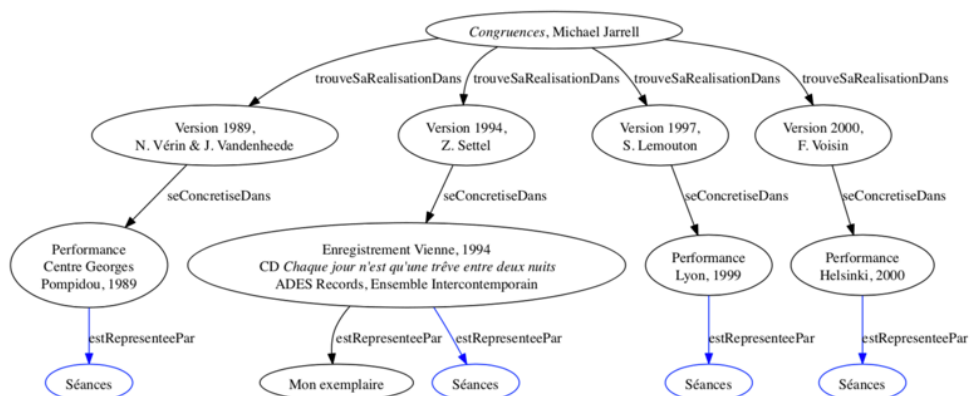 Congruences, Michael Jarrell
trouveSaRealisationDans
trouveSaRealisationDans
trouveSaRealisationDans
trouveSaRealisationDans
Version 1989,
N. Vérin & J. Vandenheede
Version 1994,
Z. Settel
Version 1997,
S. Lemouton
Version 2000,
F. Voisin
seConcretiseDans
seConcretiseDans
seConcretiseDans
seConcretiseDans
Performance
Centre Georges
Pompidou, 1989
Enregistrement Vienne, 1994
CD Chaque jour n'est qu'une trêve entre deux nuits
ADES Records, Ensemble Intercontemporain
Performance
Lyon, 1999
Performance
Helsinki, 2000
estRepresenteePar
estRepresenteePar
estRepresenteePar
estRepresenteePar
estRepresenteePar
Séances
Mon exemplaire
Séances
Séances
Séances